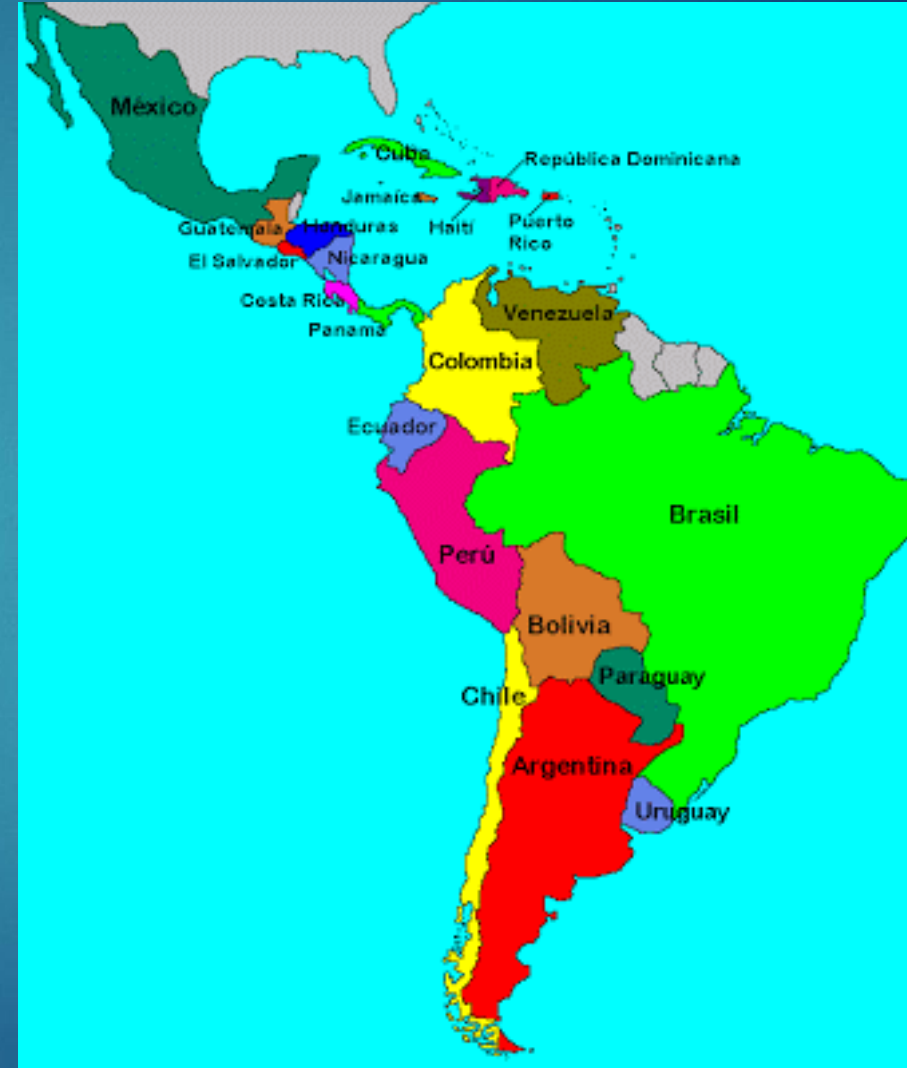 México
Cuba
República Dominicana
Jamaíca
Haití
Puerto
Rico
Guatemala
Honduras
El Salvador
Nicaragua
Costa Rica
Panamá
Venezuela
Colombia
Ecuador
Brasil
Perú
Bolivia
Paraguay
Chile
Argentina
Uruguay